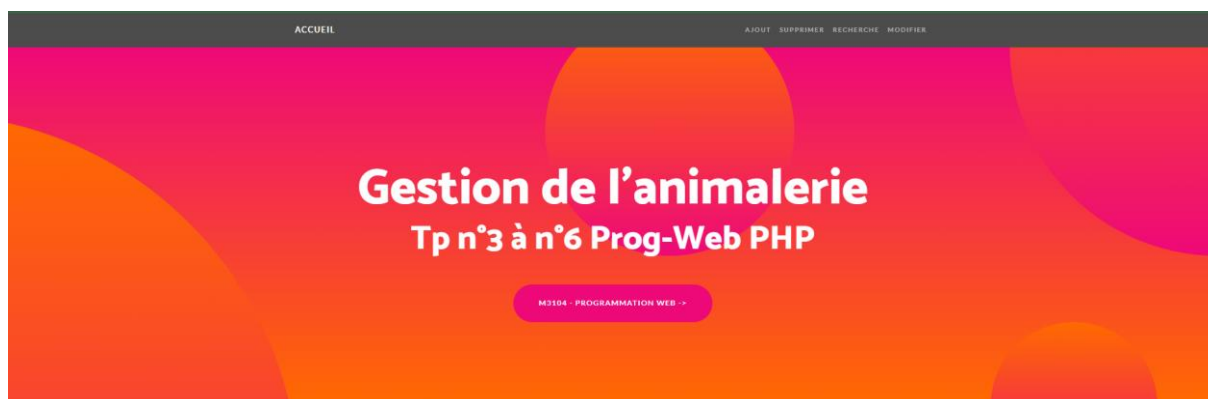 ACCUEIL
AJOUT SUPPRIMER RECHERCHE MODIFIER
Gestion de l'animalerie
Tp n°3 à n°6 Prog-Web PHP
M3104 - PROGRAMMATION WEB ->